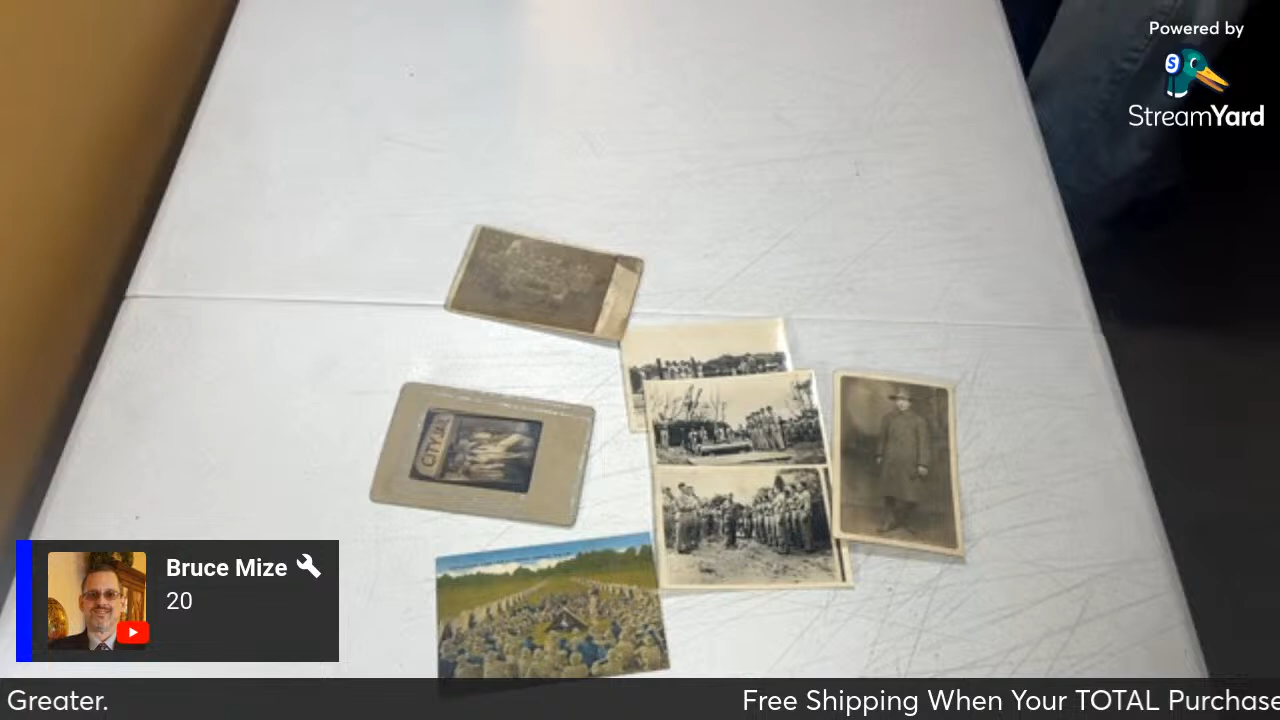 Powered by
S
StreamYard
CITY
Bruce Mize
20
Greater.
Free Shipping When Your TOTAL Purchase